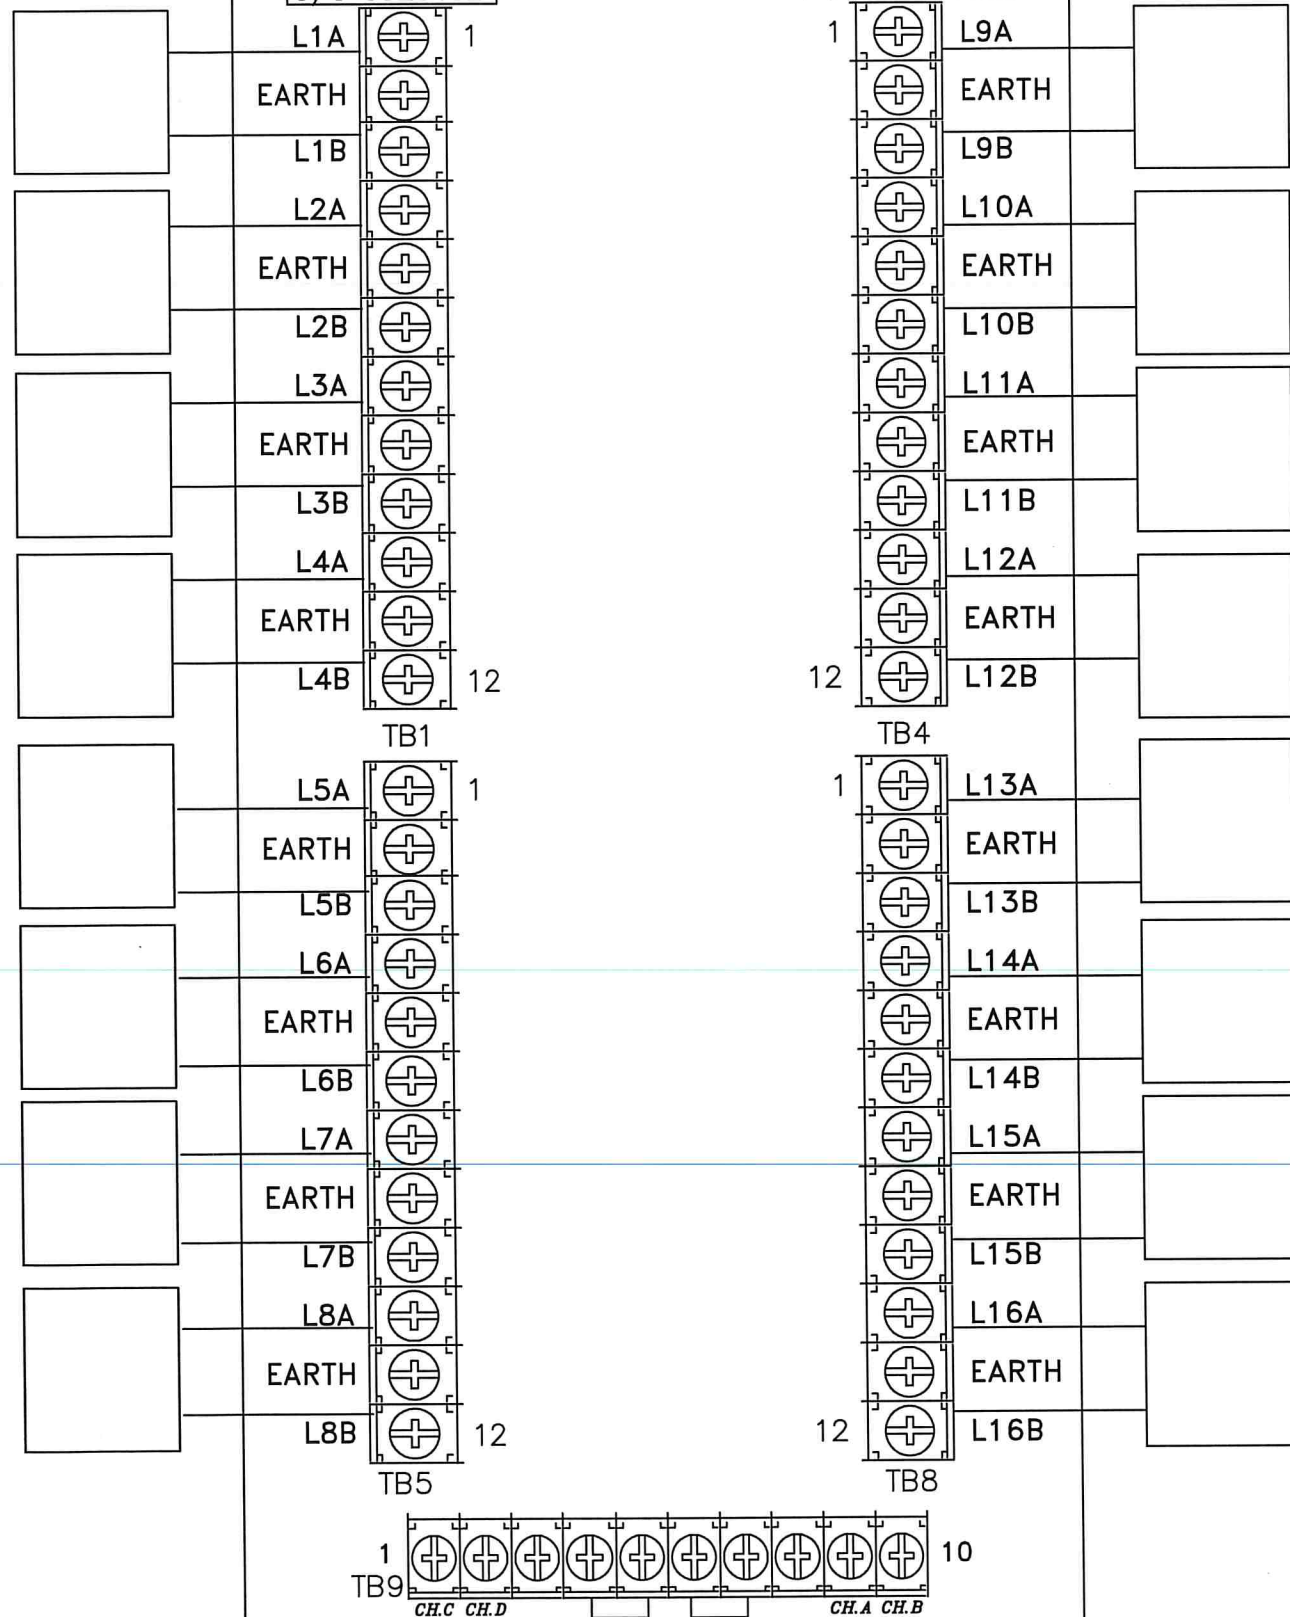 L1A 1
EARTH
L1B
L2A
EARTH
L2B
L3A
EARTH
L3B
L4A
EARTH
L4B 12
TB1
L5A 1
EARTH
L5B
L6A
EARTH
L6B
L7A
EARTH
L7B
L8A
EARTH
L8B 12
TB5
1 L9A
EARTH
L9B
L10A
EARTH
L10B
L11A
EARTH
L11B
L12A
EARTH
12 L12B
TB4
1 L13A
EARTH
L13B
L14A
EARTH
L14B
L15A
EARTH
L15B
L16A
EARTH
12 L16B
TB8
1 10
TB9
CH.C CH.D CH.A CH.B